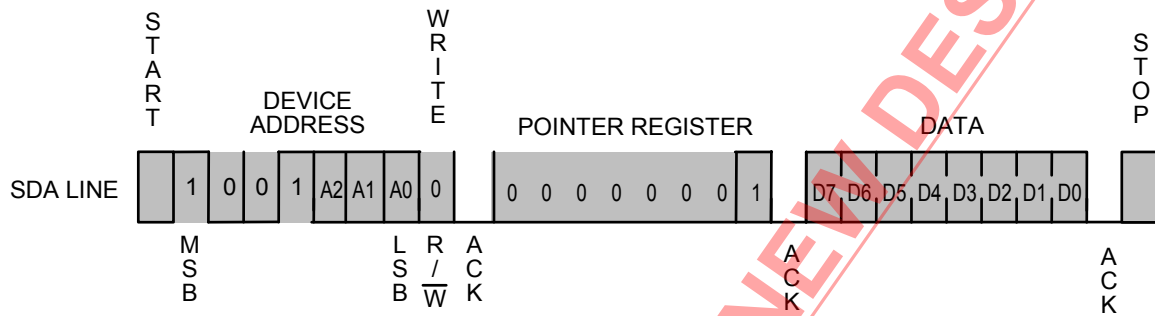 START
WRITE
STOP
DEVICE
ADDRESS
POINTER REGISTER
DATA
SDA LINE
1 0 0 1 A2 A1 A0 0
0 0 0 0 0 0 0 1
D7 D6 D5 D4 D3 D2 D1 D0
MSB
LSB
R/W
ACK
ACK
ACK
NEW DES